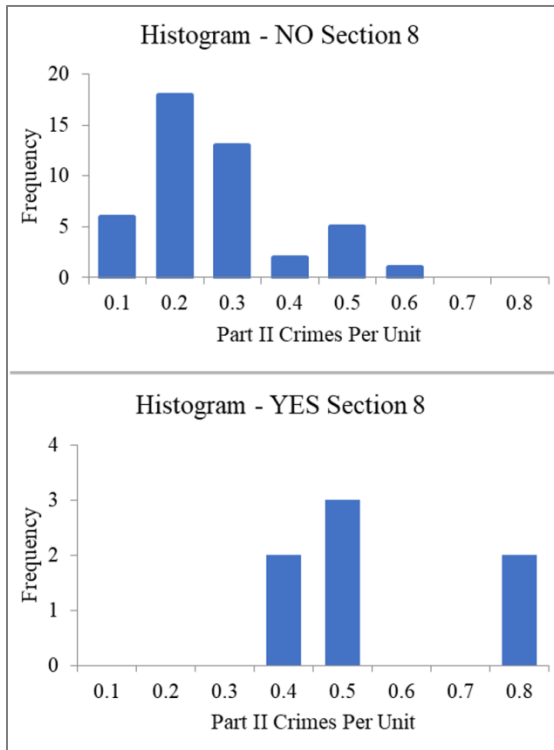 Histogram - NO Section 8
20
15
10
5
0
Frequency
0.1 0.2 0.3 0.4 0.5 0.6 0.7 0.8
Part II Crimes Per Unit
Histogram - YES Section 8
4
3
2
1
0
Frequency
0.1 0.2 0.3 0.4 0.5 0.6 0.7 0.8
Part II Crimes Per Unit